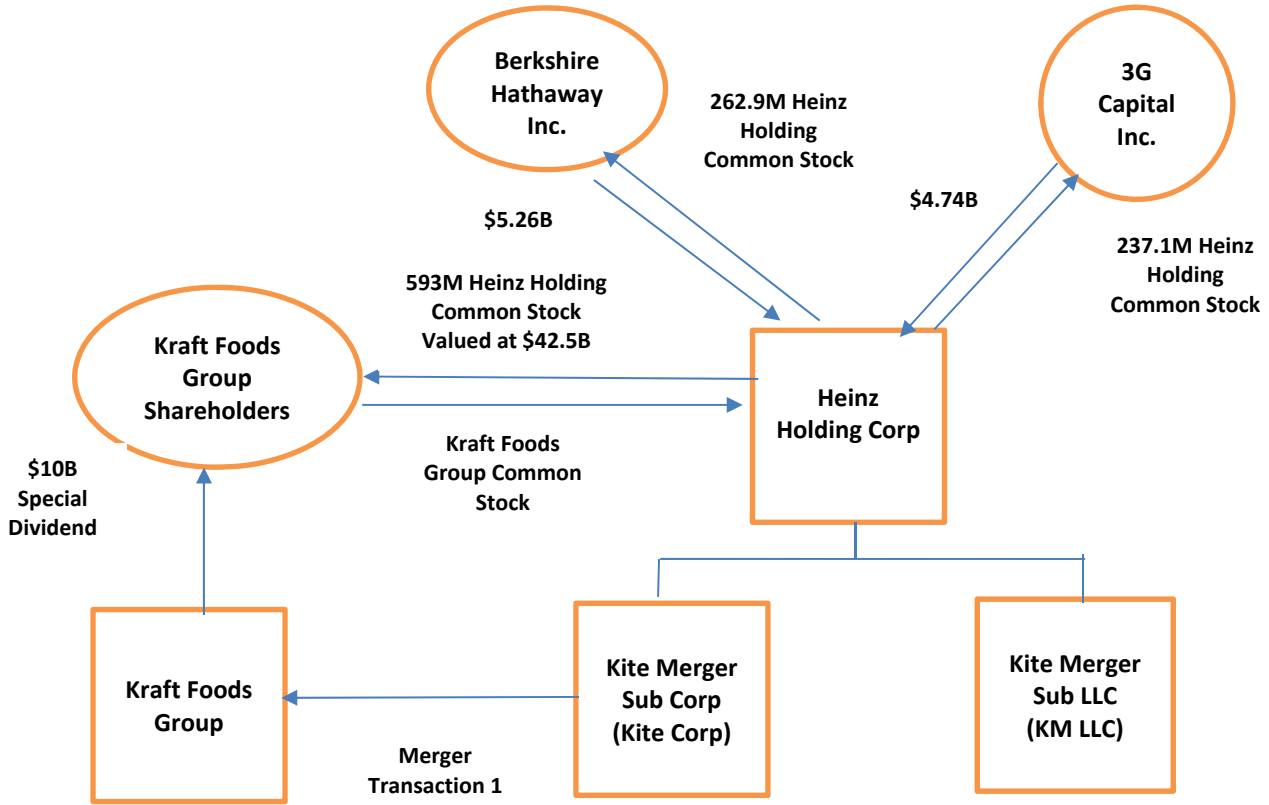 Berkshire
Hathaway
Inc.
262.9M Heinz
Holding
Common Stock
3G
Capital
Inc.
$5.26B
$4.74B
237.1M Heinz
Holding
Common Stock
593M Heinz Holding
Common Stock
Valued at $42.5B
Kraft Foods
Group
Shareholders
Heinz
Holding Corp
Kraft Foods
Group Common
Stock
$10B
Special
Dividend
Kraft Foods
Group
Merger
Transaction 1
Kite Merger
Sub Corp
(Kite Corp)
Kite Merger
Sub LLC
(KM LLC)